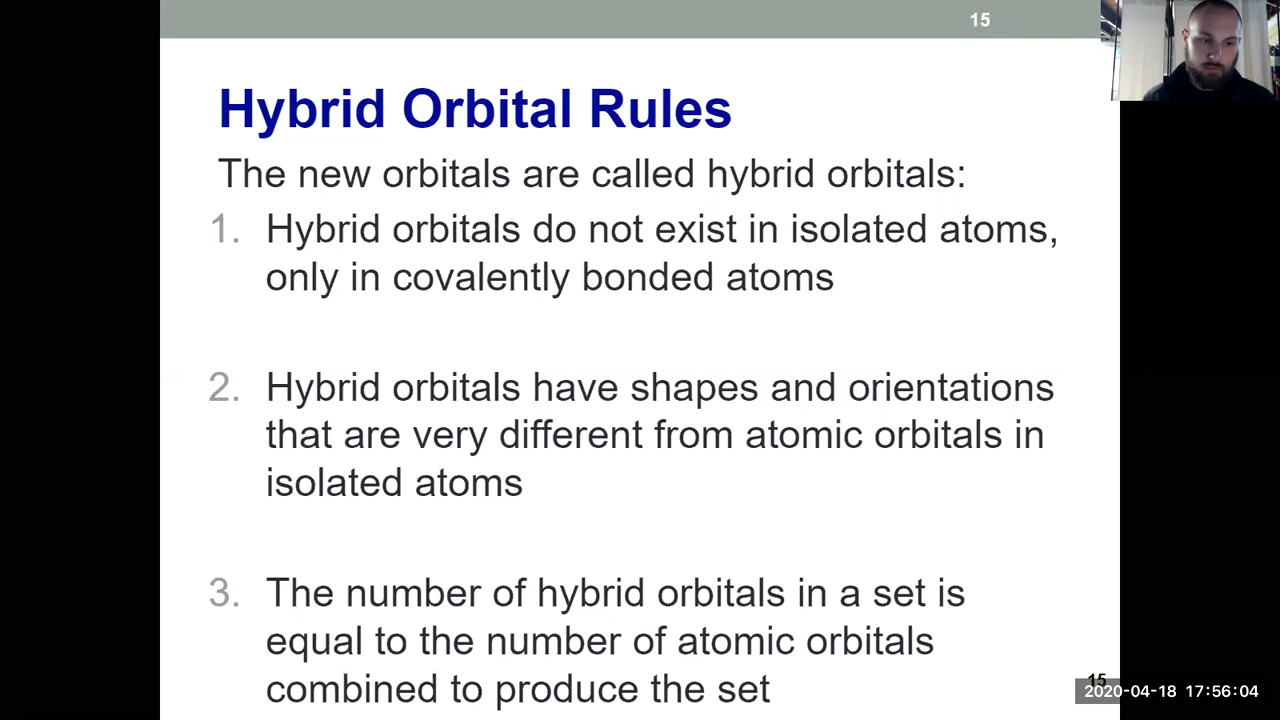 15
Hybrid Orbital Rules
The new orbitals are called hybrid orbitals:
1. Hybrid orbitals do not exist in isolated atoms,
only in covalently bonded atoms
2. Hybrid orbitals have shapes and orientations
that are very different from atomic orbitals in
isolated atoms
3. The number of hybrid orbitals in a set is
equal to the number of atomic orbitals
combined to produce the set
15
2020-04-18 17:56:04